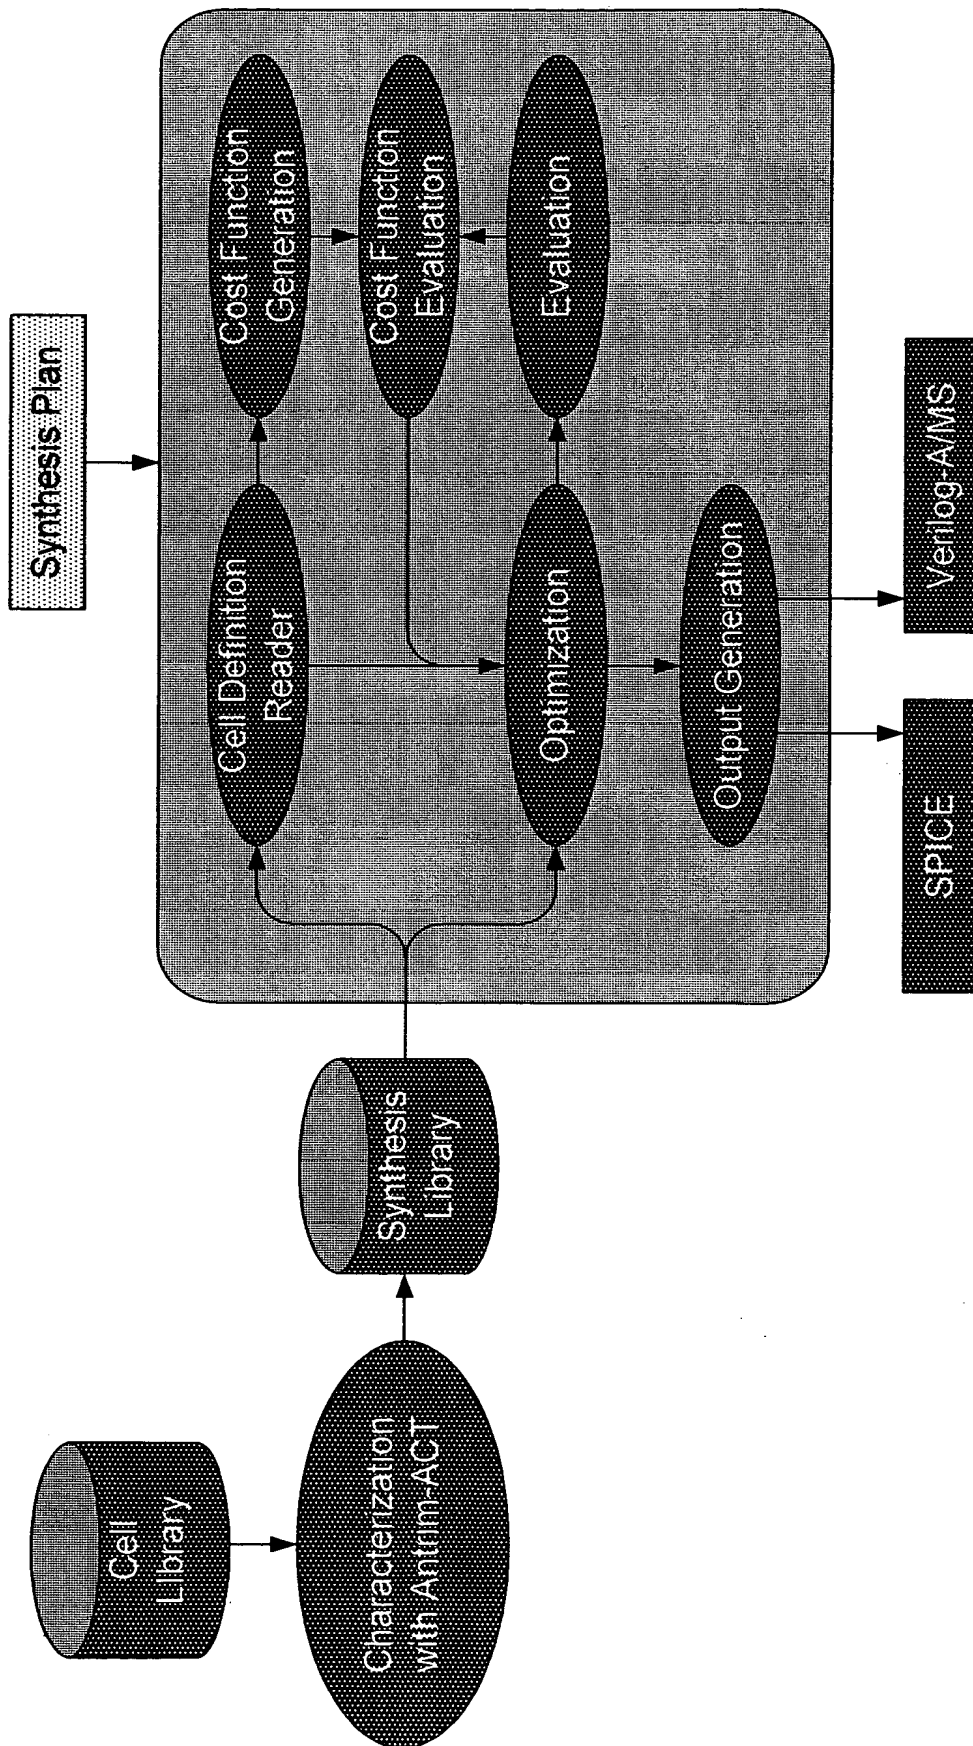 Synthesis Plan
Cell
Library
Characterization
with Antrim-ACT
Synthesis
Library
Cell Definition
Reader
Cost Function
Generation
Cost Function
Evaluation
Optimization
Evaluation
Output Generation
SPICE
Verilog-A/MS